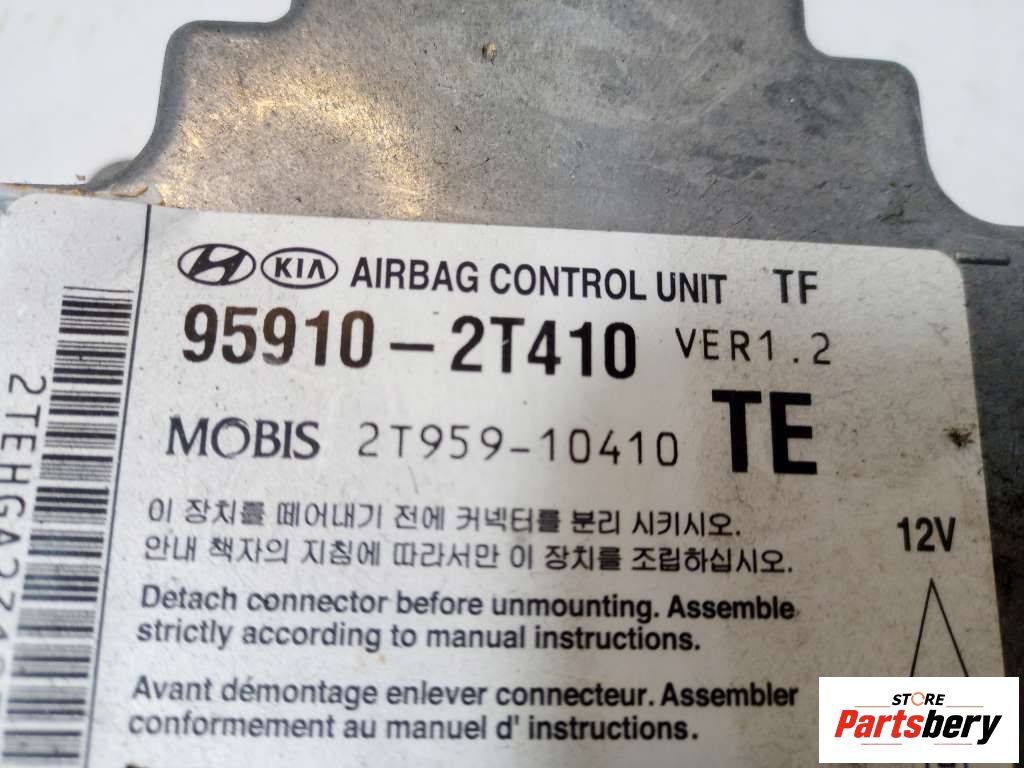 KIA AIRBAG CONTROL UNIT TF
95910-2T410 VER1.2
MOBIS 2T959-10410 TE
이 장치를 떼어내기 전에 커넥터를 분리 시키시오.
안내 책자의 지침에 따라서만 이 장치를 조립하십시오.
12V
Detach connector before unmounting. Assemble
strictly according to manual instructions.
Avant démontage enlever connecteur. Assembler
conformement au manuel d' instructions.
STORE
Partsbery